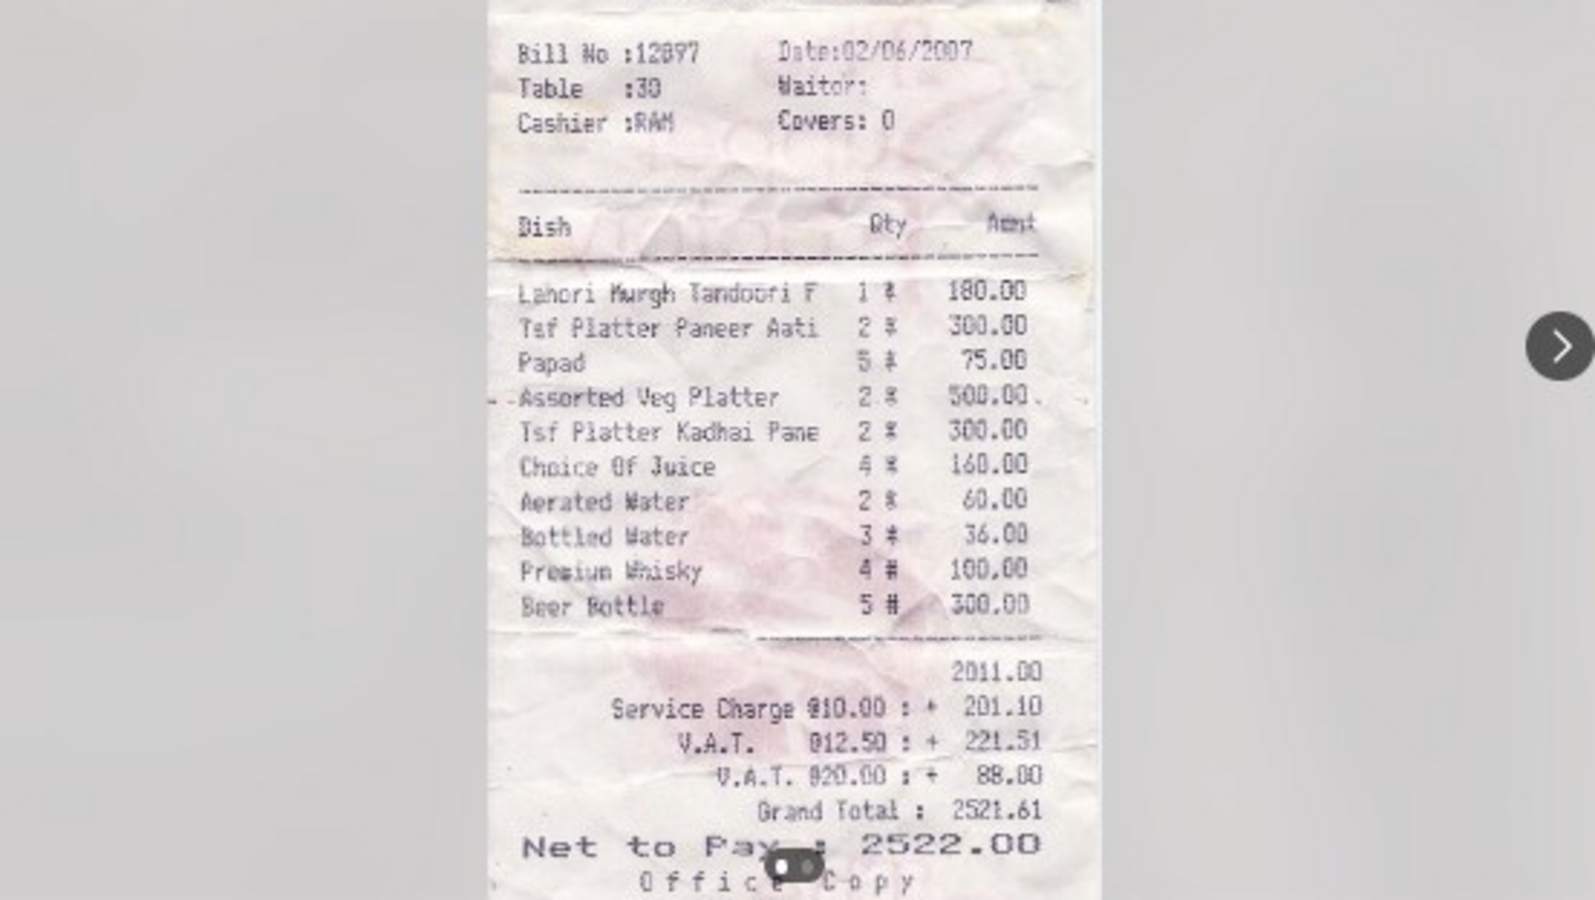 Bill No :12897 Date:02/06/2007
Table :30 Waitor:
Cashier :RAM Covers: 0
Dish Qty Amnt
Lahori Murgh Tandoori F 1 * 180.00
Tsf Platter Paneer Aati 2 * 300.00
Papad 5 * 75.00
Assorted Veg Platter 2 * 500.00
Tsf Platter Kadhai Pane 2 * 300.00
Choice Of Juice 4 * 160.00
Aerated Water 2 * 60.00
Bottled Water 3 * 36.00
Premium Whisky 4 # 100.00
Beer Bottle 5 # 300.00
2011.00
Service Charge @10.00 : + 201.10
V.A.T. @12.50 : + 221.51
V.A.T. @20.00 : + 88.00
Grand Total : 2521.61
Net to Pay : 2522.00
Office Copy